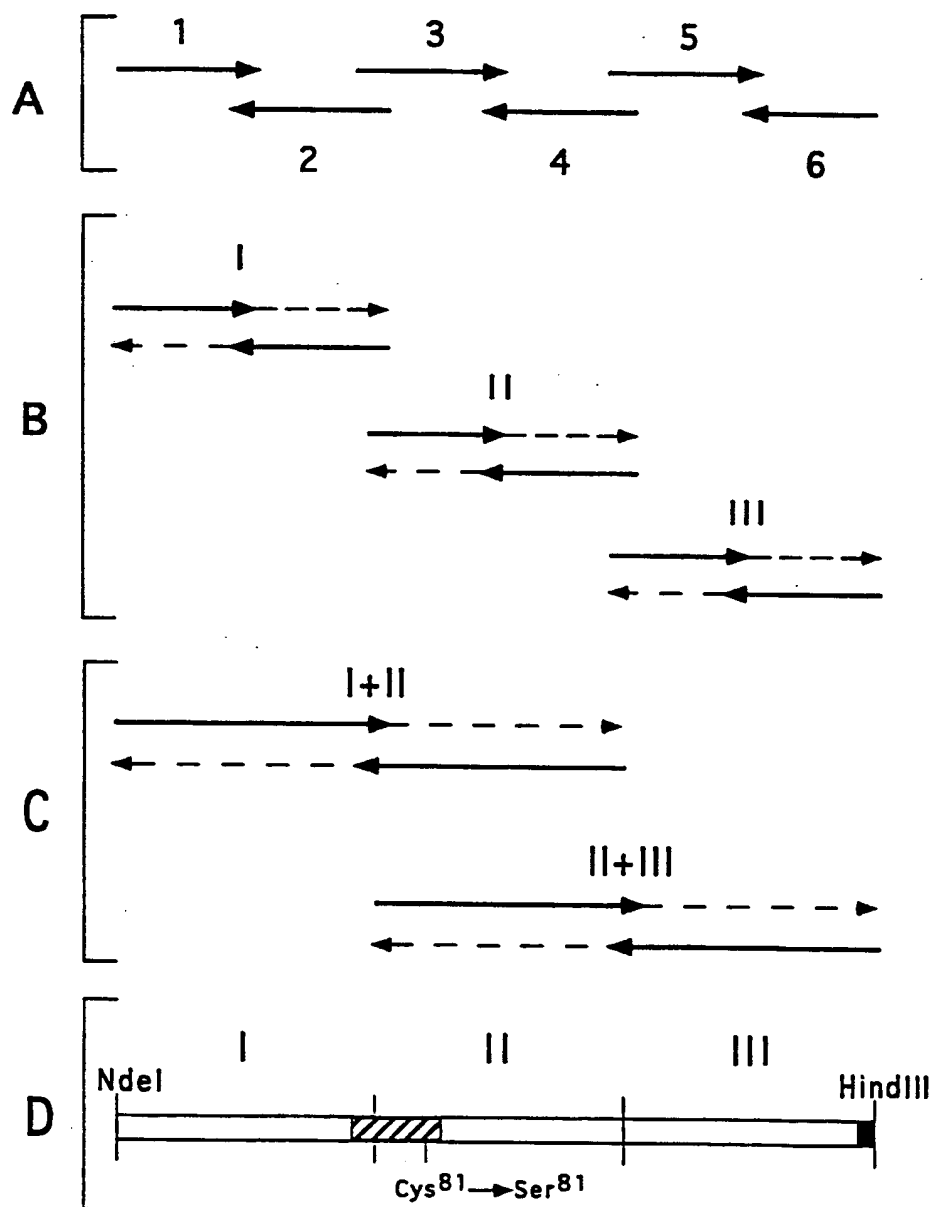 1 3 5
A
2 4 6
I
II
B
III
I+II
C
II+III
I II III
NdeI HindIII
D
Cys81→Ser81